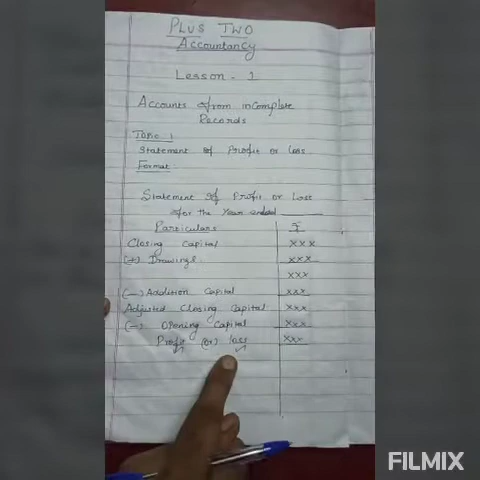 PLUS TWO
Accountancy
Lesson - 1
Accounts from incomplete
Records
Topic 1
Statement of Profit or Loss
Format
Statement of Profit or Lost
for the Year ended
Particulars ₹
Closing Capital xxx
(+) Drawings xxx
xxx
(-) Addition Capital xxx
Adjusted Closing Capital xxx
(-) Opening Capital xxx
Profit (or) loss xxx
FILMIX